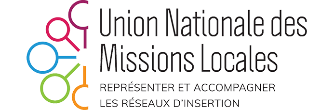 Union Nationale des
Missions Locales
REPRÉSENTER ET ACCOMPAGNER
LES RÉSEAUX D'INSERTION